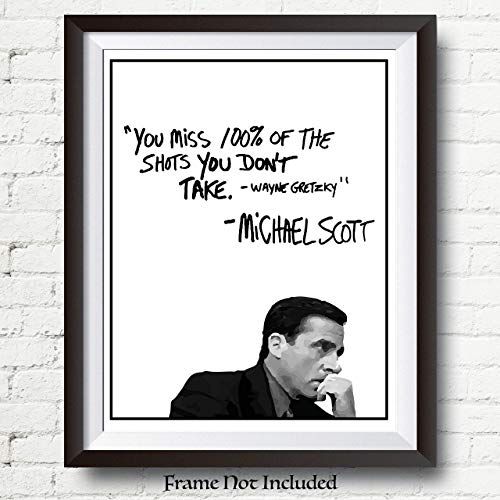 "You Miss 100% OF THE
SHOTS YOU DON'T
TAKE. - WAYNE GRETZKY"
- MiCHAEL SCOTT
Frame Not Included